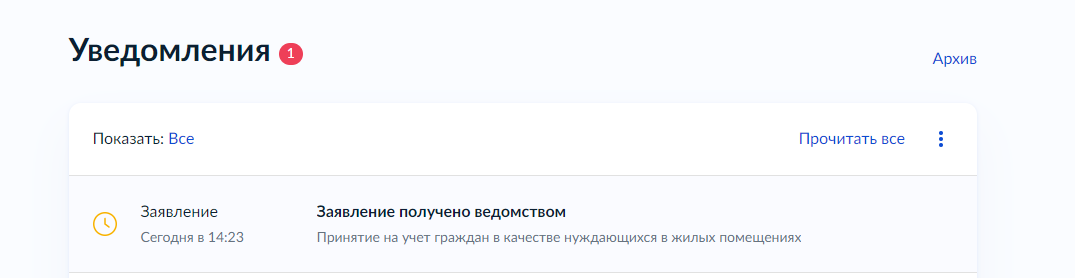 Уведомления 1
Архив
Показать: Все Прочитать все
Заявление Заявление получено ведомством
Сегодня в 14:23 Принятие на учет граждан в качестве нуждающихся в жилых помещениях